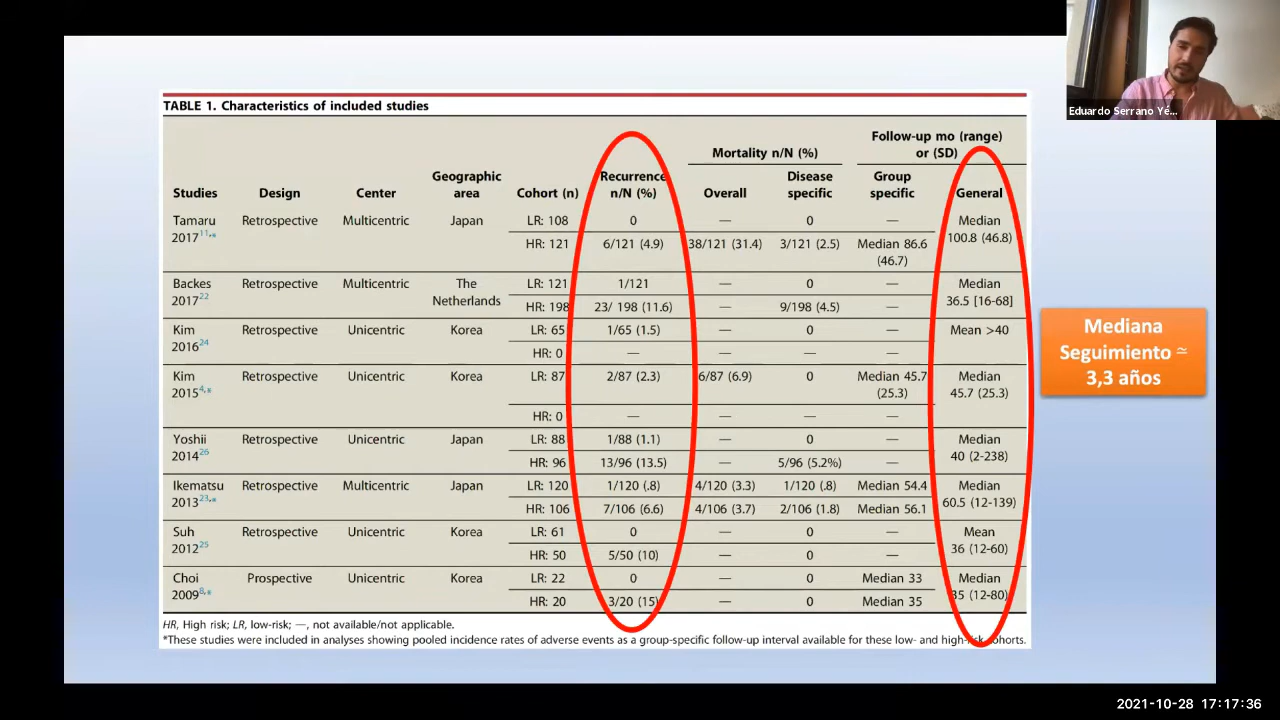 Eduardo Serrano Yé...
TABLE 1. Characteristics of included studies
Follow-up mo (range)
or (SD)
Mortality n/N (%)
Studies Design Center Geographic area Cohort (n) Recurrence n/N (%) Overall Disease specific Group specific General
Tamaru 2017¹¹,* Retrospective Multicentric Japan LR: 108 0 — 0 — Median 100.8 (46.8)
HR: 121 6/121 (4.9) 38/121 (31.4) 3/121 (2.5) Median 86.6 (46.7)
Backes 2017²² Retrospective Multicentric The Netherlands LR: 121 1/121 — 0 — Median 36.5 [16-68]
HR: 198 23/ 198 (11.6) — 9/198 (4.5) —
Kim 2016²⁴ Retrospective Unicentric Korea LR: 65 1/65 (1.5) — 0 — Mean >40
HR: 0 — — — —
Kim 2015⁴,* Retrospective Unicentric Korea LR: 87 2/87 (2.3) 6/87 (6.9) 0 Median 45.7 (25.3) Median 45.7 (25.3)
HR: 0 — — — —
Yoshii 2014²⁶ Retrospective Unicentric Japan LR: 88 1/88 (1.1) — 0 — Median 40 (2-238)
HR: 96 13/96 (13.5) — 5/96 (5.2%) —
Ikematsu 2013²³,* Retrospective Multicentric Japan LR: 120 1/120 (.8) 4/120 (3.3) 1/120 (.8) Median 54.4 Median 60.5 (12-139)
HR: 106 7/106 (6.6) 4/106 (3.7) 2/106 (1.8) Median 56.1
Suh 2012²⁵ Retrospective Unicentric Korea LR: 61 0 — 0 — Mean 36 (12-60)
HR: 50 5/50 (10) — 0 —
Choi 2009⁸,* Prospective Unicentric Korea LR: 22 0 — 0 Median 33 Median 35 (12-80)
HR: 20 3/20 (15) — 0 Median 35
HR, High risk; LR, low-risk; —, not available/not applicable.
*These studies were included in analyses showing pooled incidence rates of adverse events as a group-specific follow-up interval available for these low- and high-risk cohorts.
Mediana
Seguimiento ≃
3,3 años
2021-10-28 17:17:36